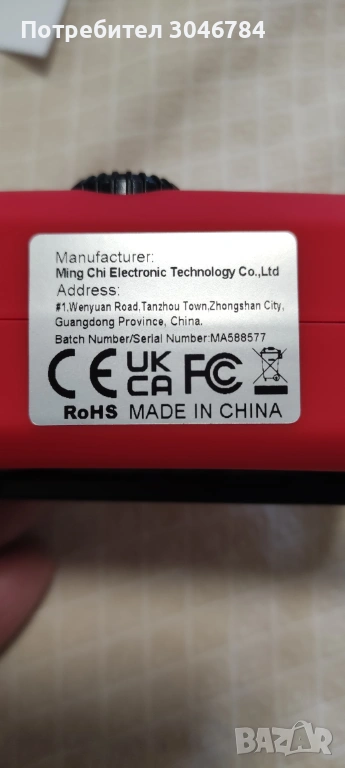 Потребител 3046784
Manufacturer:
Ming Chi Electronic Technology Co.,Ltd
Address:
#1,Wenyuan Road,Tanzhou Town,Zhongshan City,
Guangdong Province, China.
Batch Number/Serial Number:MA588577
CE UK CA FC
RoHS MADE IN CHINA
BAZAR